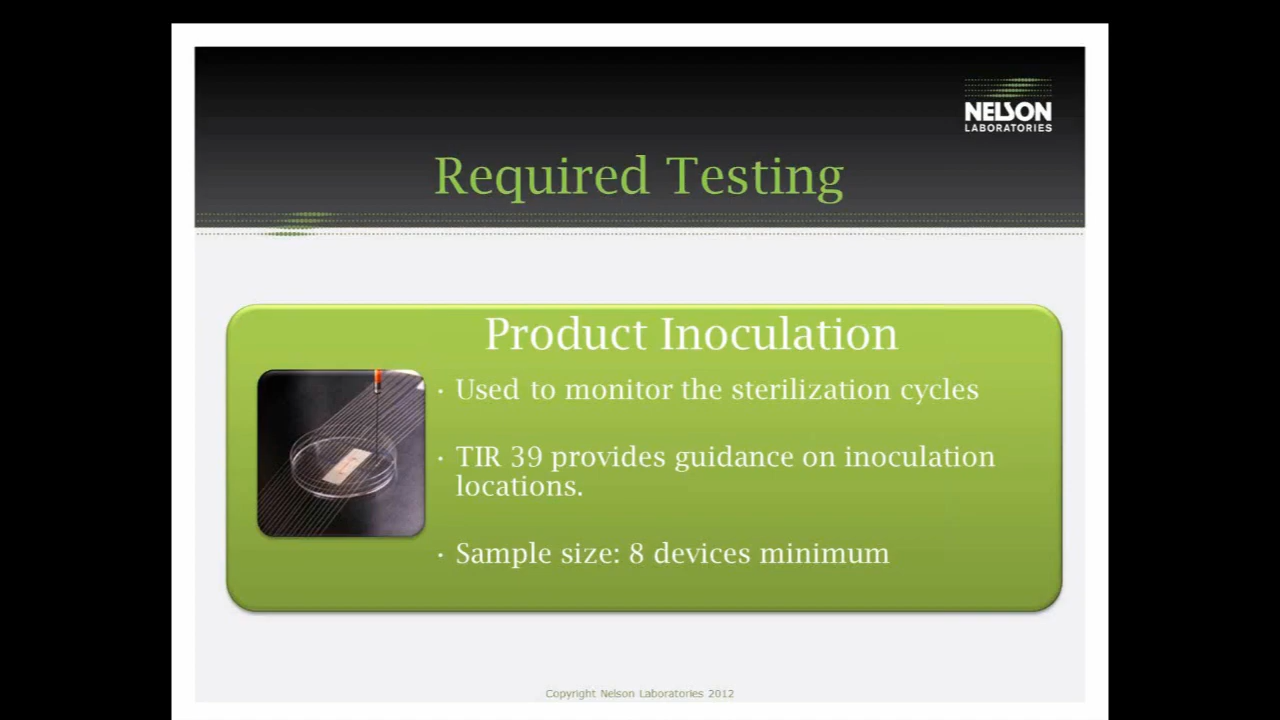 NELSON
LABORATORIES
Required Testing
Product Inoculation
· Used to monitor the sterilization cycles
· TIR 39 provides guidance on inoculation
locations.
· Sample size: 8 devices minimum
Copyright Nelson Laboratories 2012